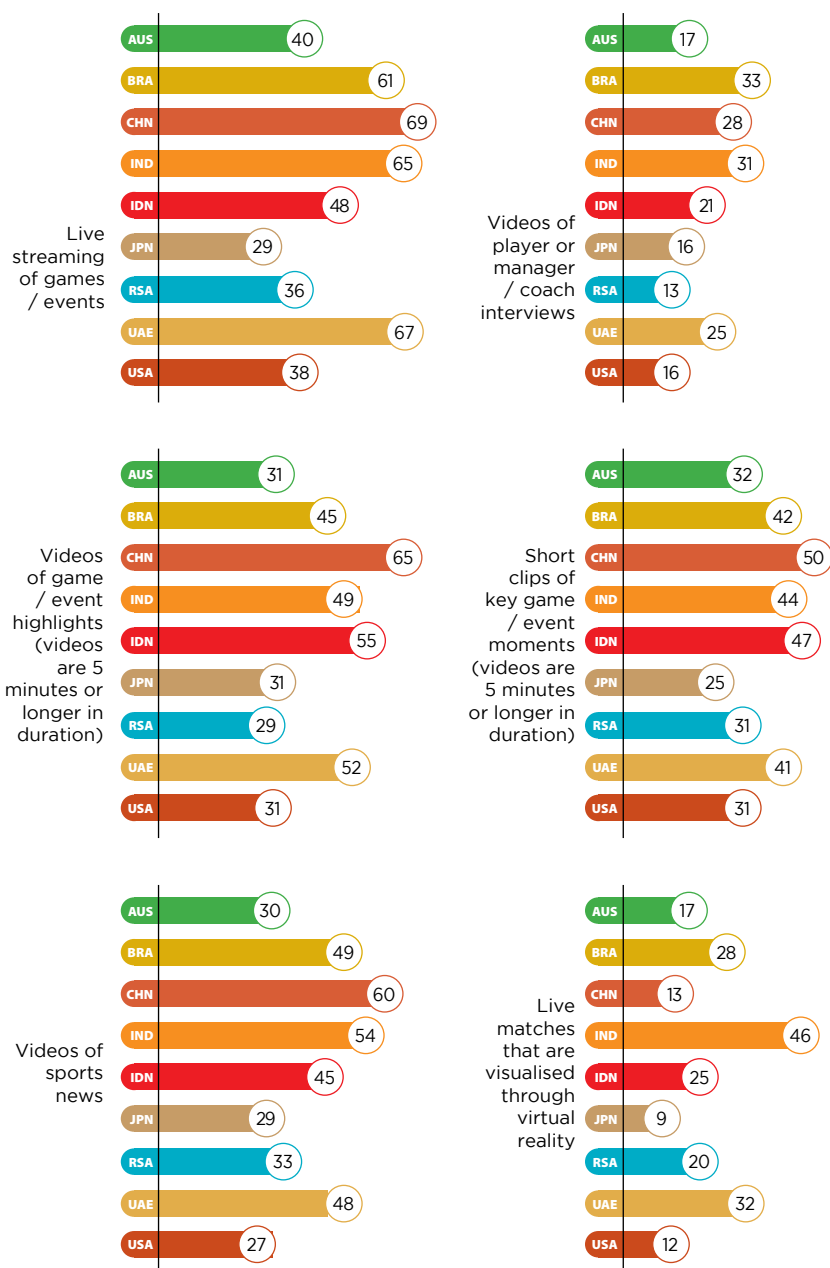 Live
streaming
of games
/ events
AUS 40
BRA 61
CHN 69
IND 65
IDN 48
JPN 29
RSA 36
UAE 67
USA 38
Videos of
player or
manager
/ coach
interviews
AUS 17
BRA 33
CHN 28
IND 31
IDN 21
JPN 16
RSA 13
UAE 25
USA 16
Videos
of game
/ event
highlights
(videos
are 5
minutes or
longer in
duration)
AUS 31
BRA 45
CHN 65
IND 49
IDN 55
JPN 31
RSA 29
UAE 52
USA 31
Short
clips of
key game
/ event
moments
(videos are
5 minutes
or longer in
duration)
AUS 32
BRA 42
CHN 50
IND 44
IDN 47
JPN 25
RSA 31
UAE 41
USA 31
Videos of
sports
news
AUS 30
BRA 49
CHN 60
IND 54
IDN 45
JPN 29
RSA 33
UAE 48
USA 27
Live
matches
that are
visualised
through
virtual
reality
AUS 17
BRA 28
CHN 13
IND 46
IDN 25
JPN 9
RSA 20
UAE 32
USA 12